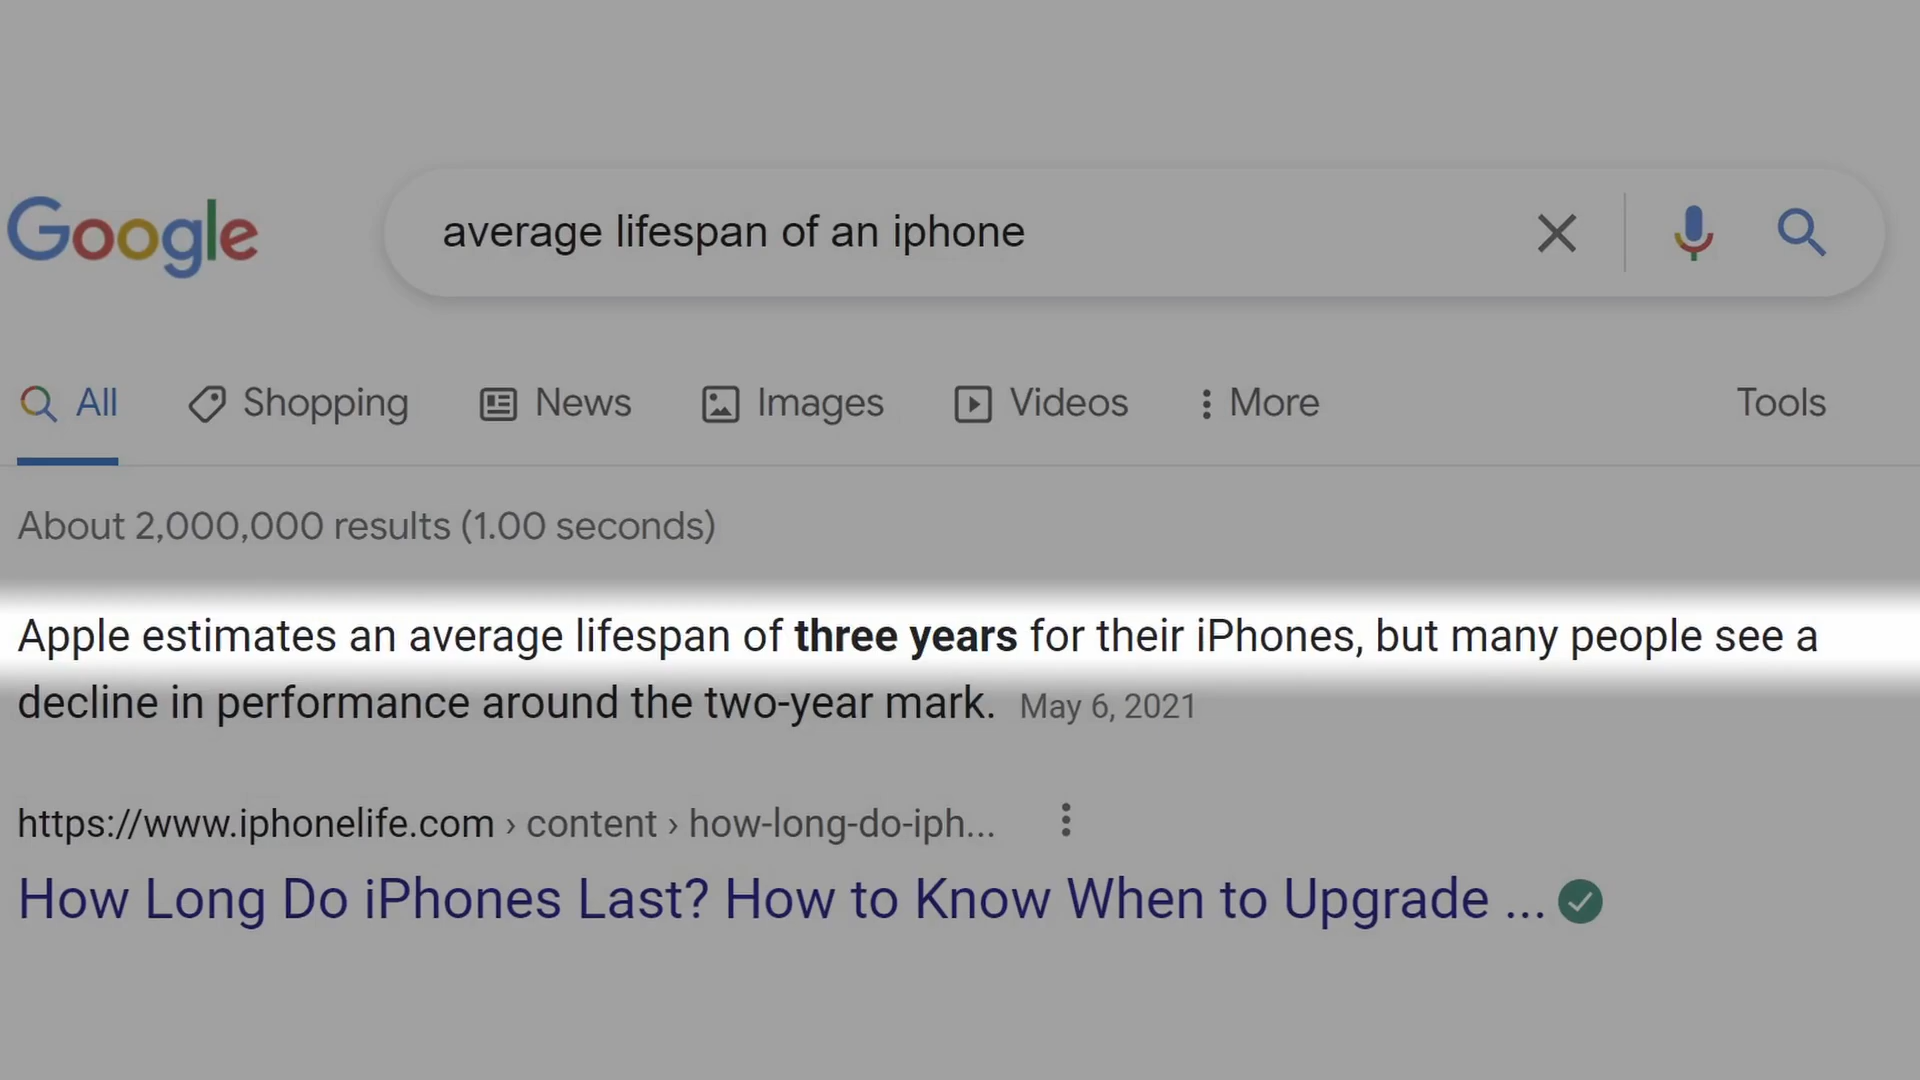 Google
average lifespan of an iphone
All Shopping News Images Videos More Tools
About 2,000,000 results (1.00 seconds)
Apple estimates an average lifespan of three years for their iPhones, but many people see a
decline in performance around the two-year mark. May 6, 2021
https://www.iphonelife.com › content › how-long-do-iph...
How Long Do iPhones Last? How to Know When to Upgrade ...